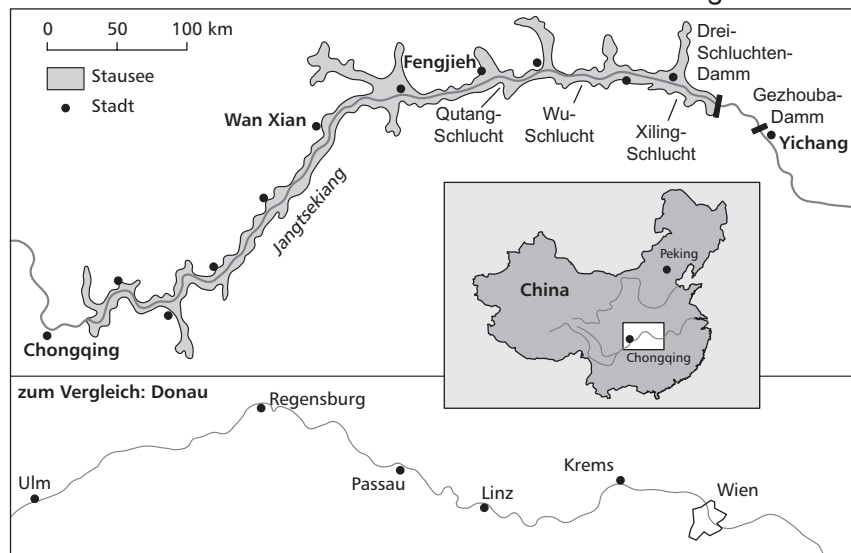 0 50 100 km
Stausee
Stadt
Drei-
Schluchten-
Damm
Fengjieh
Gezhouba-
Damm
Wan Xian
Qutang-
Schlucht
Wu-
Schlucht
Xiling-
Schlucht
Yichang
Jangtsekiang
Peking
China
Chongqing
Chongqing
zum Vergleich: Donau
Regensburg
Ulm
Passau
Linz
Krems
Wien